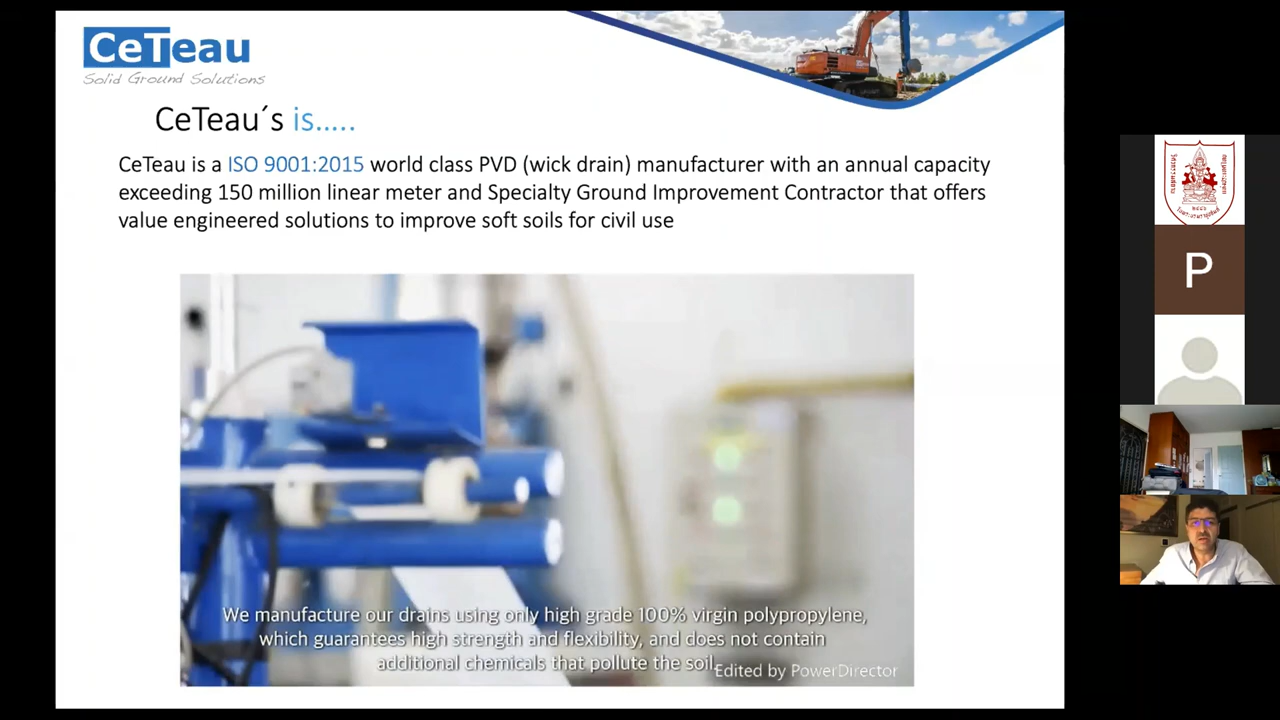 CeTeau
Solid Ground Solutions
CeTeau´s is.....
CeTeau is a ISO 9001:2015 world class PVD (wick drain) manufacturer with an annual capacity
exceeding 150 million linear meter and Specialty Ground Improvement Contractor that offers
value engineered solutions to improve soft soils for civil use
We manufacture our drains using only high grade 100% virgin polypropylene,
which guarantees high strength and flexibility, and does not contain
additional chemicals that pollute the soil.
Edited by PowerDirector
P